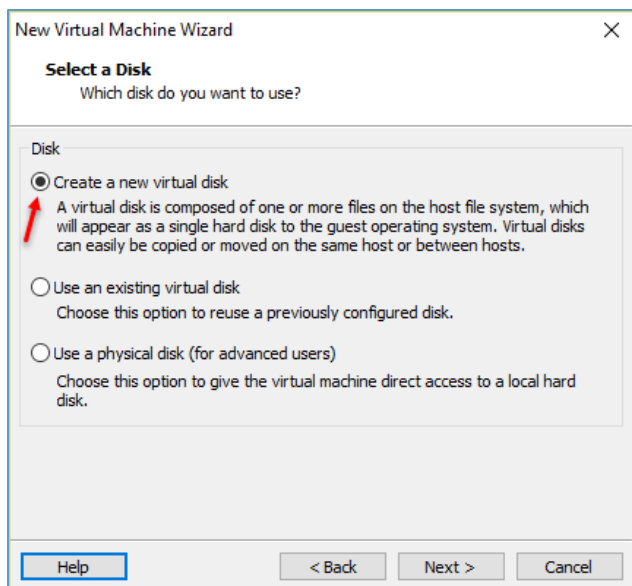 New Virtual Machine Wizard
Select a Disk
Which disk do you want to use?
Disk
Create a new virtual disk
A virtual disk is composed of one or more files on the host file system, which
will appear as a single hard disk to the guest operating system. Virtual disks
can easily be copied or moved on the same host or between hosts.
Use an existing virtual disk
Choose this option to reuse a previously configured disk.
Use a physical disk (for advanced users)
Choose this option to give the virtual machine direct access to a local hard
disk.
Help < Back Next > Cancel